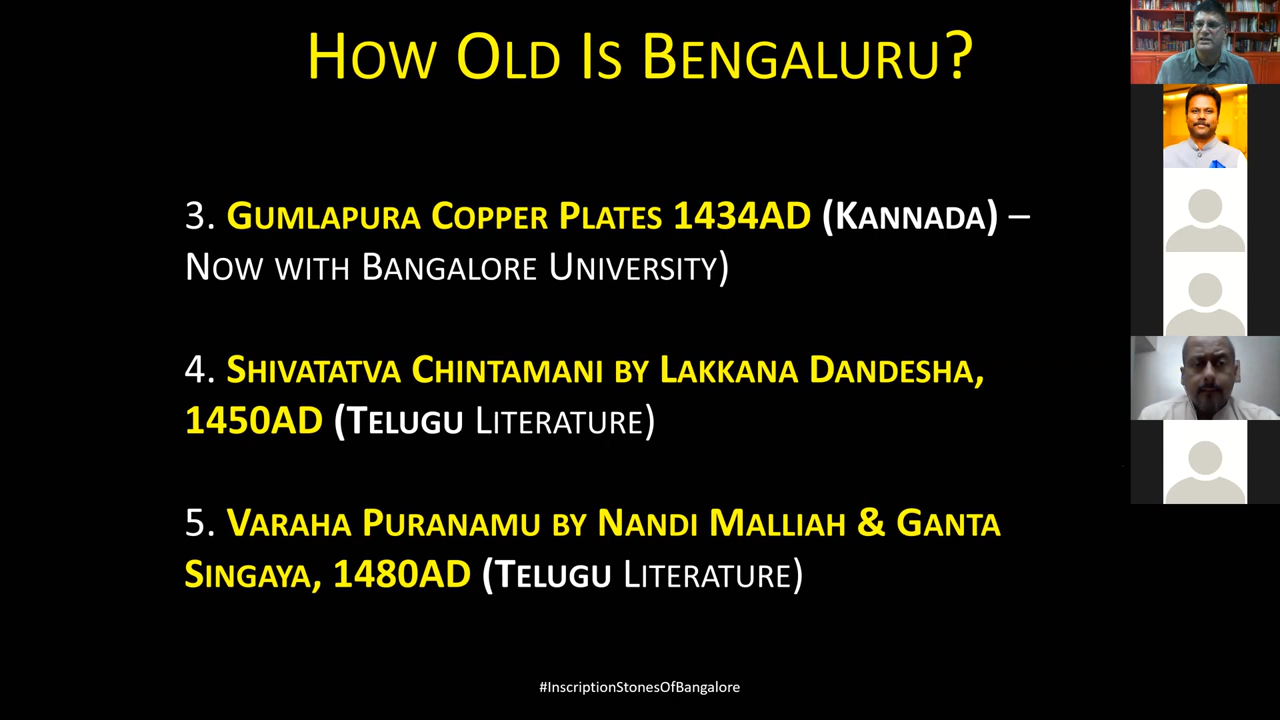 How Old Is Bengaluru?
3. Gumlapura Copper Plates 1434AD (Kannada) –
Now with Bangalore University)
4. Shivatatva Chintamani by Lakkana Dandesha,
1450AD (Telugu Literature)
5. Varaha Puranamu by Nandi Malliah & Ganta
Singaya, 1480AD (Telugu Literature)
#InscriptionStonesOfBangalore